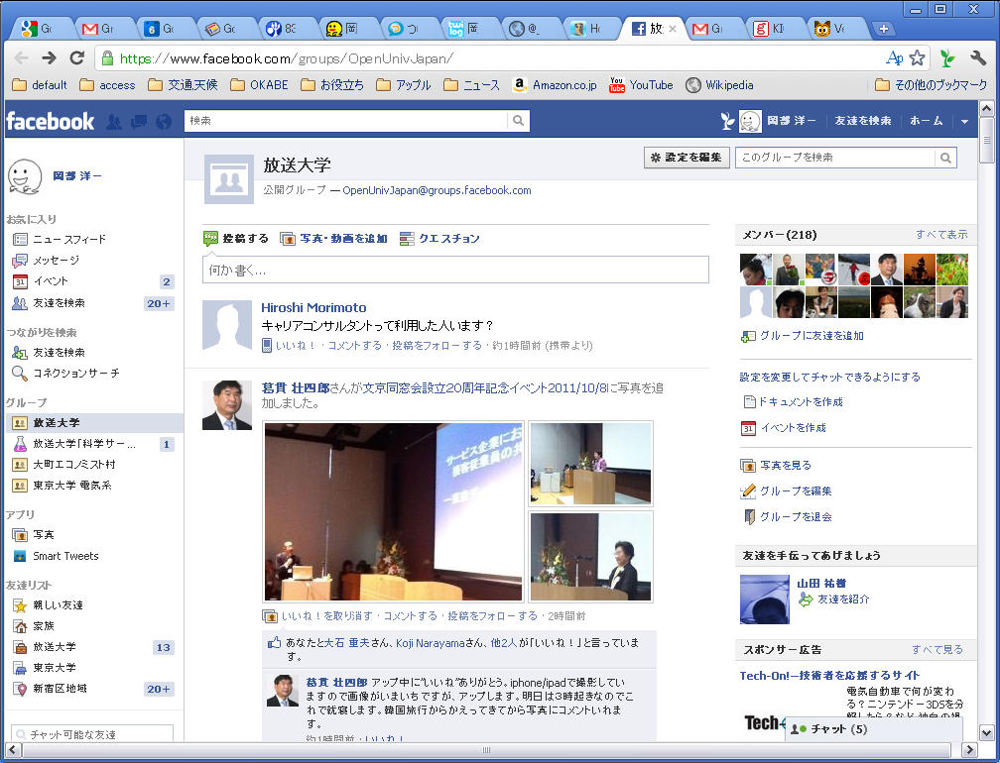 Gr
6
83
岡
つ
岡
@_
Hc
放
Gr
KI
V
https://www.facebook.com/groups/OpenUnivJapan/
default
access
交通,天候
OKABE
お役立ち
アップル
ニュース
Amazon.co.jp
YouTube
Wikipedia
その他のブックマーク
facebook
検索
岡部 洋一
友達を検索
ホーム
岡部 洋一
お気に入り
ニュースフィード
メッセージ
イベント 2
友達を検索 20+
つながりを検索
友達を検索
コネクションサーチ
グループ
放送大学
放送大学「科学サー... 1
大町エコノミスト村
東京大学 電気系
アプリ
写真
Smart Tweets
友達リスト
親しい友達
家族
放送大学 13
東京大学
新宿区地域 20+
チャット可能な友達
放送大学
公開グループ — OpenUnivJapan@groups.facebook.com
設定を編集
このグループを検索
投稿する 写真・動画を追加 クエスチョン
何か書く...
Hiroshi Morimoto
キャリアコンサルタントって利用した人います？
いいね！・コメントする・投稿をフォローする・約1時間前 (携帯より)
葛貫 壮四郎さんが文京同窓会設立20周年記念イベント2011/10/8に写真を追
加しました。
サービス企業にお
接客従業員の共
いいね！を取り消す・コメントする・投稿をフォローする・2時間前
あなたと大石 重夫さん、Koji Narayamaさん、他2人が「いいね！」と言っていま
す。
葛貫 壮四郎 アップ中に"いいね"ありがとう。iphone/ipadで撮影してい
ますので画像がいまいちですが、アップします。明日は３時起きなのでこ
れで就寝します。韓国旅行からかえってきてから写真にコメントいれま
す。
約1時間前・いいね！
メンバー(218) すべて表示
グループに友達を追加
設定を変更してチャットできるようにする
ドキュメントを作成
イベントを作成
写真を見る
グループを編集
グループを退会
友達を手伝ってあげましょう
山田 祐樹
友達を紹介
スポンサー広告 すべて見る
Tech-On!—技術者を応援するサイト
電気自動車で何が変わ
る？ニンテンドー3DSを分
Tech
チャット (5)